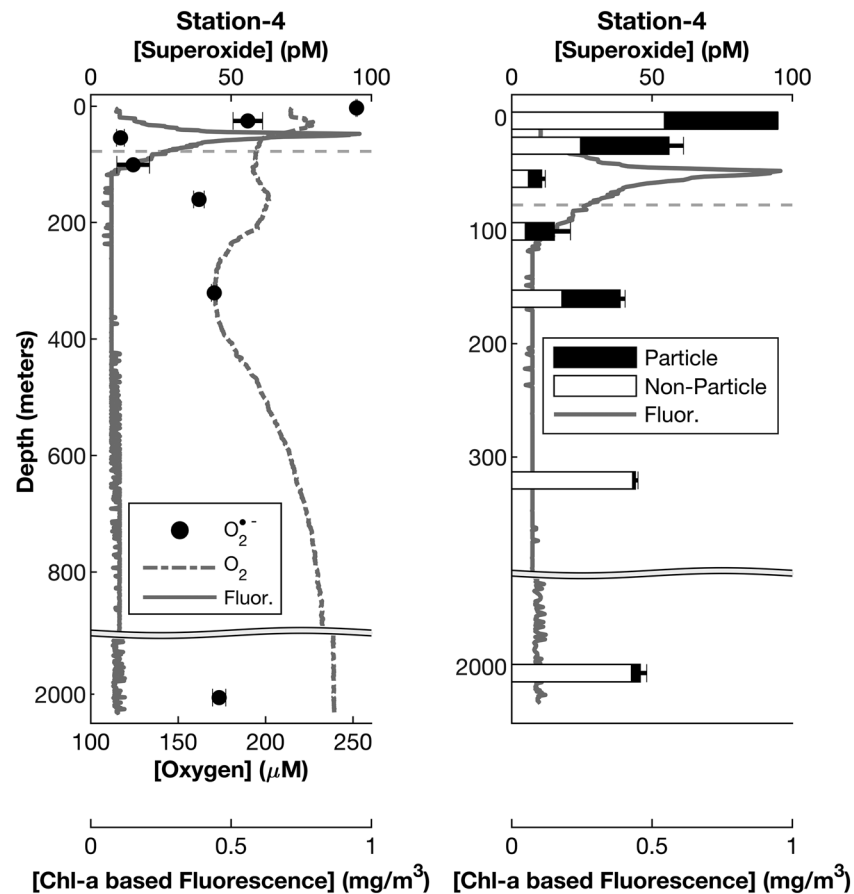 Station-4
[Superoxide] (pM)
0 50 100
0
200
400
600
800
2000
Depth (meters)
O₂•⁻
O₂
Fluor.
100 150 200 250
[Oxygen] (μM)
0 0.5 1
[Chl-a based Fluorescence] (mg/m³)
Station-4
[Superoxide] (pM)
0 50 100
0
100
200
300
2000
Particle
Non-Particle
Fluor.
0 0.5 1
[Chl-a based Fluorescence] (mg/m³)